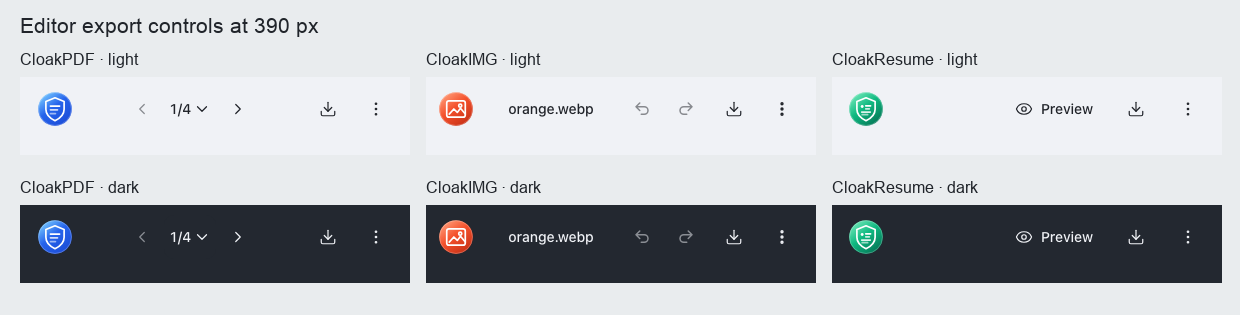 Editor export controls at 390 px
CloakPDF · light
CloakIMG · light
CloakResume · light
1/4
orange.webp
Preview
CloakPDF · dark
CloakIMG · dark
CloakResume · dark
1/4
orange.webp
Preview